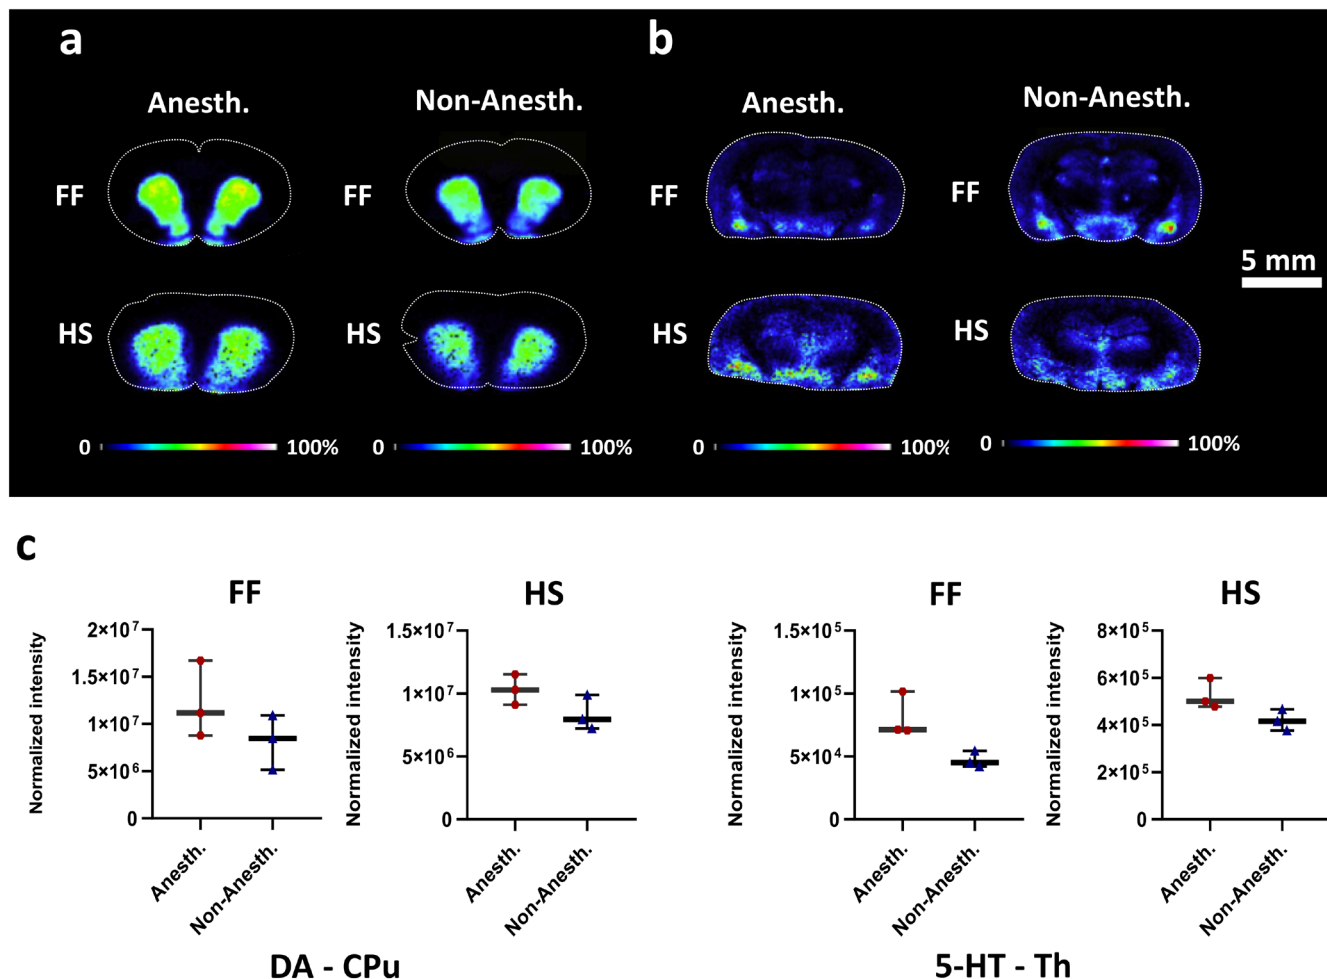 a
b
Anesth.
Non-Anesth.
Anesth.
Non-Anesth.
FF
FF
FF
FF
5 mm
HS
HS
HS
HS
0
100%
0
100%
0
100%
0
100%
c
FF
HS
FF
HS
Normalized intensity
2×10⁷
1.5×10⁷
1×10⁷
5×10⁶
0
Anesth.
Non-Anesth.
Normalized intensity
1.5×10⁷
1×10⁷
5×10⁶
0
Anesth.
Non-Anesth.
DA - CPu
Normalized intensity
1.5×10⁵
1×10⁵
5×10⁴
0
Anesth.
Non-Anesth.
Normalized intensity
8×10⁵
6×10⁵
4×10⁵
2×10⁵
0
Anesth.
Non-Anesth.
5-HT - Th